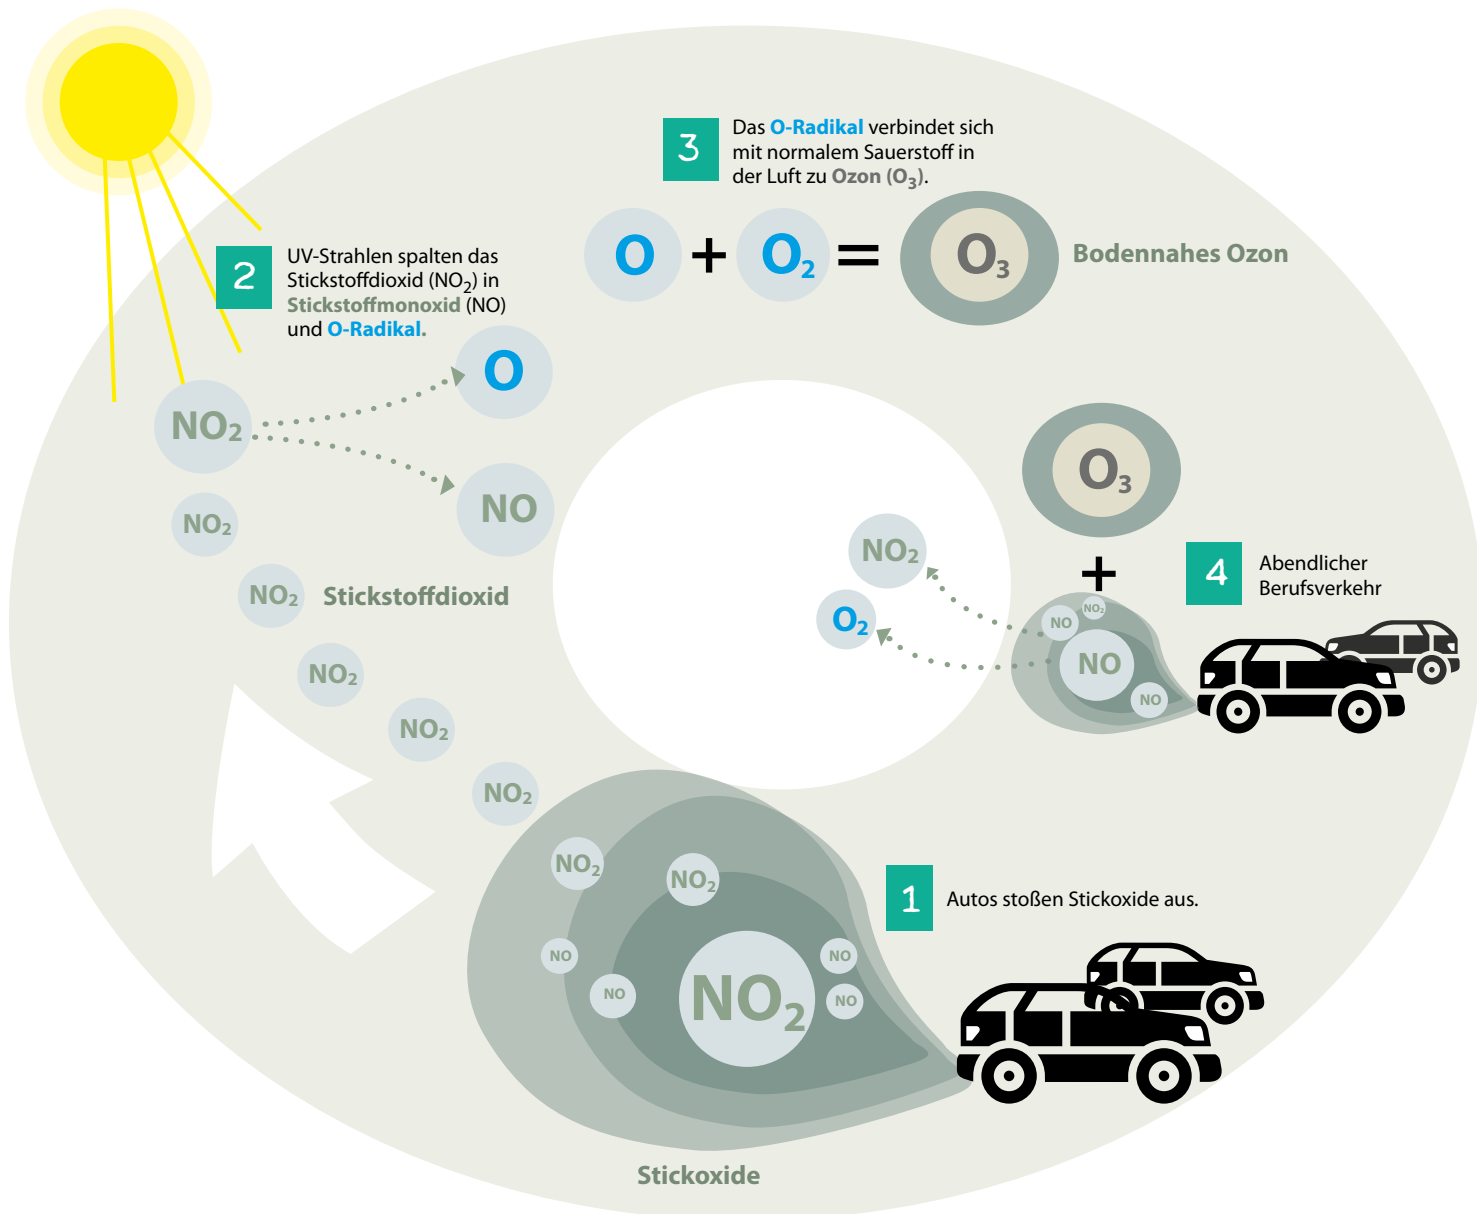 3
Das O-Radikal verbindet sich
mit normalem Sauerstoff in
der Luft zu Ozon (O₃).
O + O₂ = O₃
Bodennahes Ozon
2
UV-Strahlen spalten das
Stickstoffdioxid (NO₂) in
Stickstoffmonoxid (NO)
und O-Radikal.
O
NO₂
NO
NO₂
NO₂
Stickstoffdioxid
NO₂
NO₂
NO₂
O₃
+
4
Abendlicher
Berufsverkehr
NO₂
O₂
NO₂
NO
NO
NO
1
Autos stoßen Stickoxide aus.
NO₂
NO₂
NO
NO
NO₂
NO
NO
Stickoxide